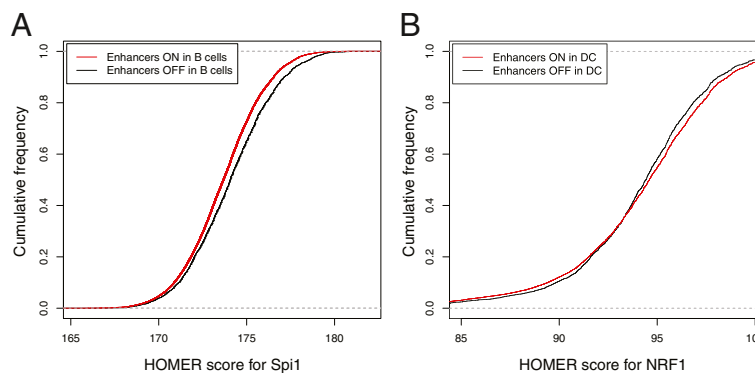 A
Enhancers ON in B cells
Enhancers OFF in B cells
Cumulative frequency
1.0
0.8
0.6
0.4
0.2
0.0
165 170 175 180
HOMER score for Spi1
B
Enhancers ON in DC
Enhancers OFF in DC
Cumulative frequency
1.0
0.8
0.6
0.4
0.2
0.0
85 90 95
HOMER score for NRF1